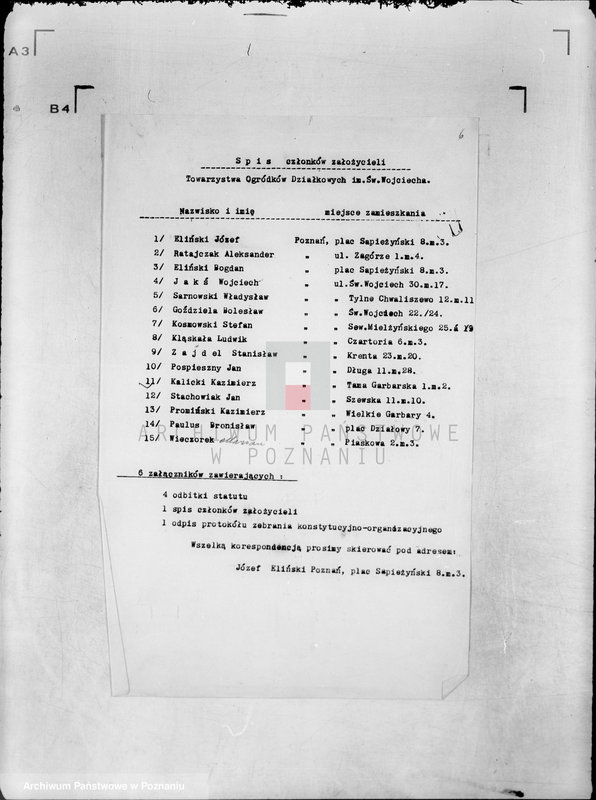 A3
B4
6
S p i s członków założycieli
Towarzystwa Ogródków Działkowych im.Św.Wojciecha.
Nazwisko i imię miejsce zamieszkania
1/ Eliński Józef Poznań, plac Sapieżyński 8.m.3.
2/ Ratajczak Aleksander " ul. Zagórze 1.m.4.
3/ Eliński Bogdan " plac Sapieżyński 8.m.3.
4/ J a k ś Wojciech " ul.Św.Wojciech 30.m.17.
5/ Sarnowski Władysław " " Tylne Chwaliszewo 12.m.11
6/ Goździela Bolesław " " Św.Wojciech 22./24.
7/ Kosmowski Stefan " " Sew.Mielżyńskiego 25.
8/ Kląskała Ludwik " " Czartoria 6.m.3.
9/ Z a j d e l Stanisław " " Krenta 23.m.20.
10/ Pospieszny Jan " " Długa 11.m.28.
11/ Kalicki Kazimierz " " Tama Garbarska 1.m.2.
12/ Stachowiak Jan " " Szewska 11.m.10.
13/ Promiński Kazimierz " " Wielkie Garbary 4.
14/ Paulus Bronisław " " plac Działowy 7.
15/ Wieczorek " " Piaskowa 2.m.3.
ARCHIWUM PAŃSTWOWE
W POZNANIU
6 załączników zawierających :
4 odbitki statutu
1 spis członków założycieli
1 odpis protokółu zebrania konstytucyjno-organizacyjnego
Wszelką korespondencją prosimy skierować pod adresem:
Józef Eliński Poznań, plac Sapieżyński 8.m.3.
Archiwum Państwowe w Poznaniu